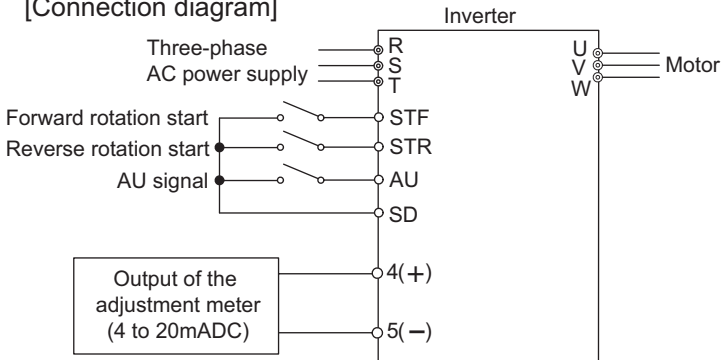 [Connection diagram]
Inverter
Three-phase
AC power supply
R
S
T
U
V
W
Motor
Forward rotation start
STF
Reverse rotation start
STR
AU signal
AU
SD
Output of the
adjustment meter
(4 to 20mADC)
4(+)
5(−)